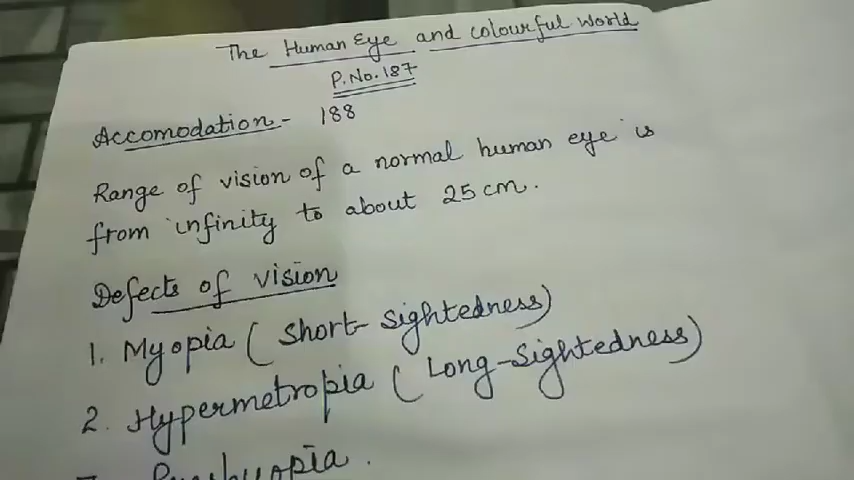 The Human Eye and Colourful World
P.No.187
Accomodation - 188
Range of vision of a normal human eye is
from infinity to about 25 cm.
Defects of vision
1. Myopia ( Short-Sightedness)
2. Hypermetropia ( Long-Sightedness)